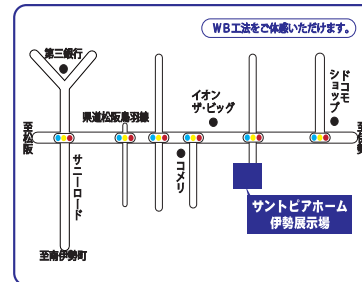 WB工法をご体感いただけます。
第三銀行
県道松阪鳥羽線
イオン
ザ・ビッグ
ドコモ
ショップ
至松阪
至伊勢
サニーロード
コメリ
サントピアホーム
伊勢展示場
至南伊勢町